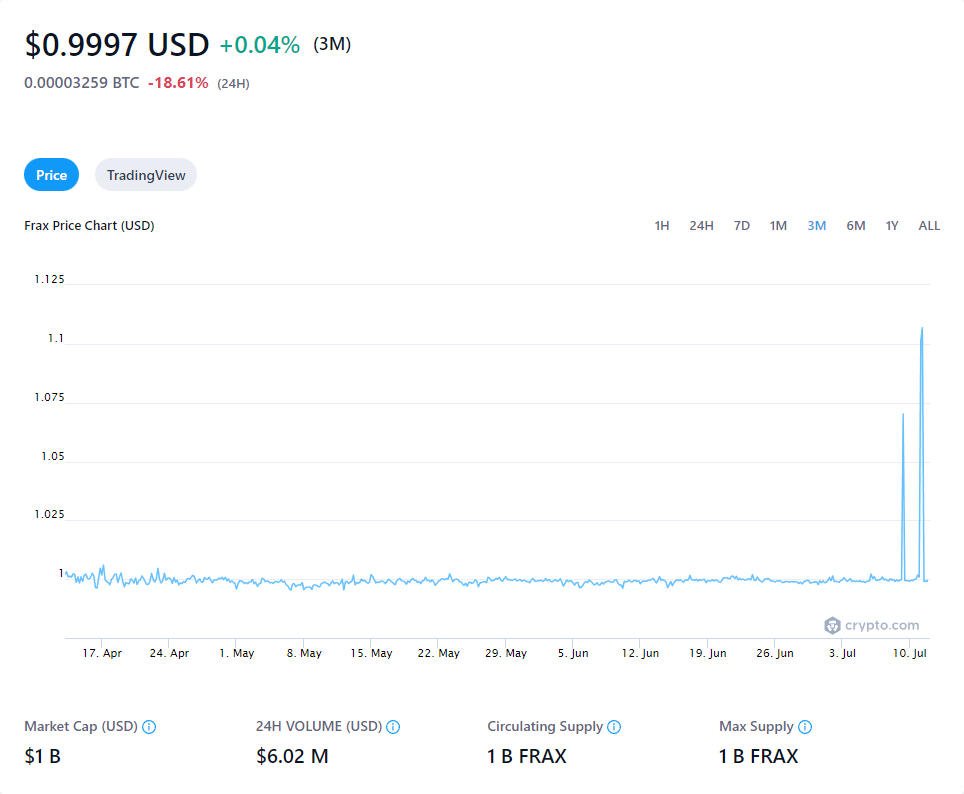 $0.9997 USD +0.04% (3M)
0.00003259 BTC -18.61% (24H)
Price TradingView
Frax Price Chart (USD) 1H 24H 7D 1M 3M 6M 1Y ALL
1.125
1.1
1.075
1.05
1.025
1
crypto.com
17. Apr 24. Apr 1. May 8. May 15. May 22. May 29. May 5. Jun 12. Jun 19. Jun 26. Jun 3. Jul 10. Jul
Market Cap (USD) 24H VOLUME (USD) Circulating Supply Max Supply
$1 B $6.02 M 1 B FRAX 1 B FRAX